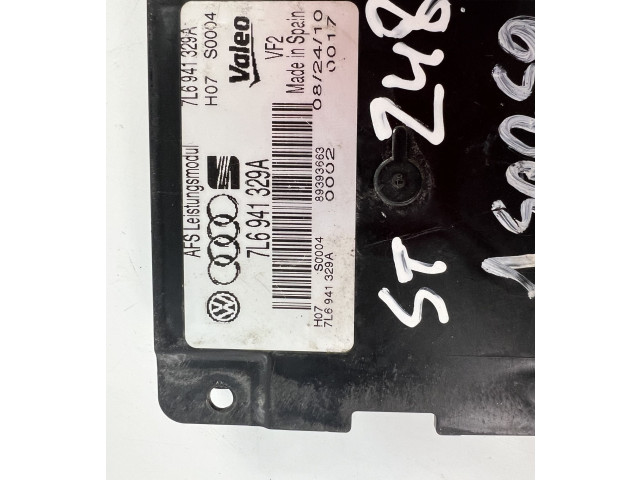 7L6 941 329A
H07 S0004
Valeo
VF2
Made in Spain
08/24/10
0017
AFS Leistungsmodul
7L6 941 329A
89393663
0002
H07 S0004
7L6 941 329A
ST 248